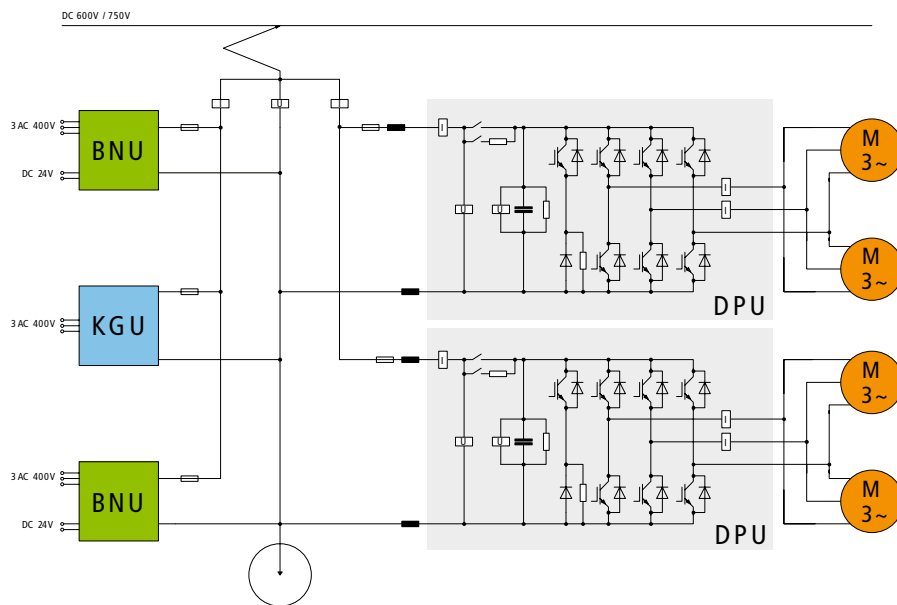 DC 600V / 750V
3 AC 400V
BNU
DC 24V
M
3~
M
3~
DPU
3 AC 400V
KGU
M
3~
3 AC 400V
BNU
DC 24V
M
3~
DPU